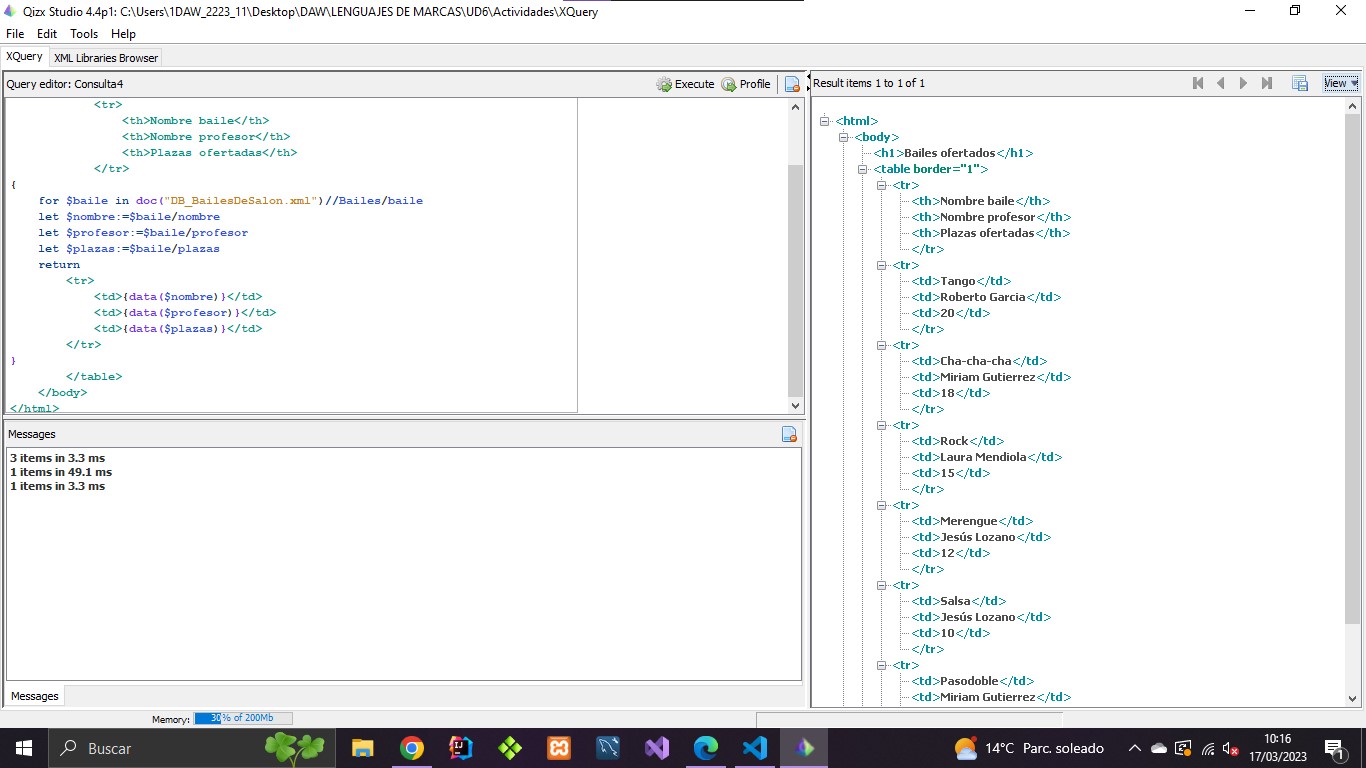 Qizx Studio 4.4p1: C:\Users\1DAW_2223_11\Desktop\DAW\LENGUAJES DE MARCAS\UD6\Actividades\XQuery
File Edit Tools Help
XQuery XML Libraries Browser
Query editor: Consulta4 Execute Profile
<tr>
<th>Nombre baile</th>
<th>Nombre profesor</th>
<th>Plazas ofertadas</th>
</tr>
{
for $baile in doc("DB_BailesDeSalon.xml")//Bailes/baile
let $nombre:=$baile/nombre
let $profesor:=$baile/profesor
let $plazas:=$baile/plazas
return
<tr>
<td>{data($nombre)}</td>
<td>{data($profesor)}</td>
<td>{data($plazas)}</td>
</tr>
}
</table>
</body>
</html>
Messages
3 items in 3.3 ms
1 items in 49.1 ms
1 items in 3.3 ms
Messages
Memory: 30% of 200Mb
Result items 1 to 1 of 1 View
<html>
<body>
<h1>Bailes ofertados</h1>
<table border="1">
<tr>
<th>Nombre baile</th>
<th>Nombre profesor</th>
<th>Plazas ofertadas</th>
</tr>
<tr>
<td>Tango</td>
<td>Roberto Garcia</td>
<td>20</td>
</tr>
<tr>
<td>Cha-cha-cha</td>
<td>Miriam Gutierrez</td>
<td>18</td>
</tr>
<tr>
<td>Rock</td>
<td>Laura Mendiola</td>
<td>15</td>
</tr>
<tr>
<td>Merengue</td>
<td>Jesús Lozano</td>
<td>12</td>
</tr>
<tr>
<td>Salsa</td>
<td>Jesús Lozano</td>
<td>10</td>
</tr>
<tr>
<td>Pasodoble</td>
<td>Miriam Gutierrez</td>
Buscar
14°C Parc. soleado
10:16
17/03/2023
1